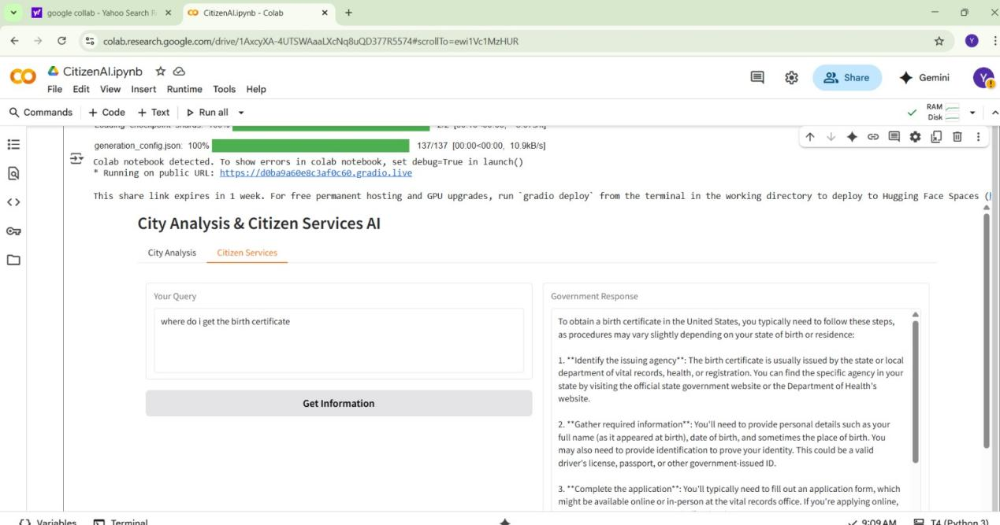 google collab - Yahoo Search R
CitizenAI.ipynb - Colab
colab.research.google.com/drive/1AxcyXA-4UTSWAaaLXcNq8uQD377R5574#scrollTo=ewi1Vc1MzHUR
Y
CitizenAI.ipynb
File Edit View Insert Runtime Tools Help
Share
Gemini
Y
Commands + Code + Text Run all
RAM
Disk
generation_config.json: 100% 137/137 [00:00<00:00, 10.9kB/s]
Colab notebook detected. To show errors in colab notebook, set debug=True in launch()
* Running on public URL: https://d0ba9a60e8c3af0c60.gradio.live
This share link expires in 1 week. For free permanent hosting and GPU upgrades, run `gradio deploy` from the terminal in the working directory to deploy to Hugging Face Spaces (h
City Analysis & Citizen Services AI
City Analysis Citizen Services
Your Query
where do i get the birth certificate
Get Information
Government Response
To obtain a birth certificate in the United States, you typically need to follow these steps,
as procedures may vary slightly depending on your state of birth or residence:
1. **Identify the issuing agency**: The birth certificate is usually issued by the state or local
department of vital records, health, or registration. You can find the specific agency in your
state by visiting the official state government website or the Department of Health's
website.
2. **Gather required information**: You'll need to provide personal details such as your
full name (as it appeared at birth), date of birth, and sometimes the place of birth. You
may also need to provide identification to prove your identity. This could be a valid
driver's license, passport, or other government-issued ID.
3. **Complete the application**: You'll typically need to fill out an application form, which
might be available online or in-person at the vital records office. If you're applying online,
Variables Terminal
9:09 AM T4 (Python 3)